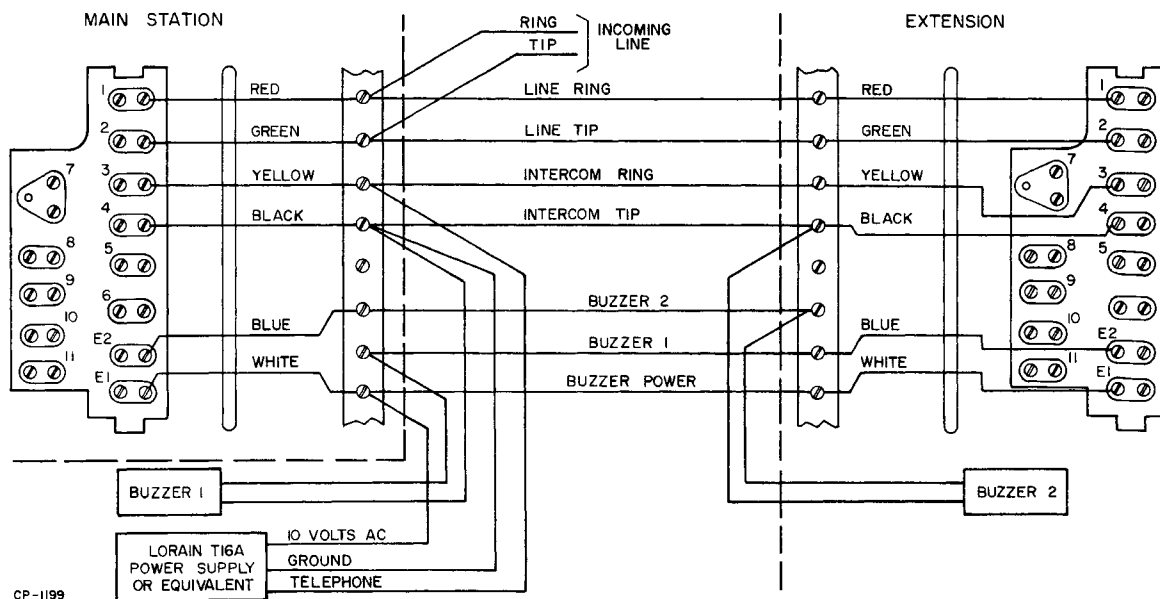 MAIN STATION
EXTENSION
RING
TIP
INCOMING
LINE
1
RED
LINE RING
RED
1
2
GREEN
LINE TIP
GREEN
2
7
3
YELLOW
INTERCOM RING
YELLOW
7
3
4
BLACK
INTERCOM TIP
BLACK
4
8
5
8
5
9
6
BUZZER 2
9
E2
BLUE
BUZZER 1
BLUE
10
E2
10
11
E1
WHITE
BUZZER POWER
WHITE
11
E1
BUZZER 1
BUZZER 2
10 VOLTS AC
LORAIN T16A
POWER SUPPLY
OR EQUIVALENT
GROUND
TELEPHONE
CP-1199